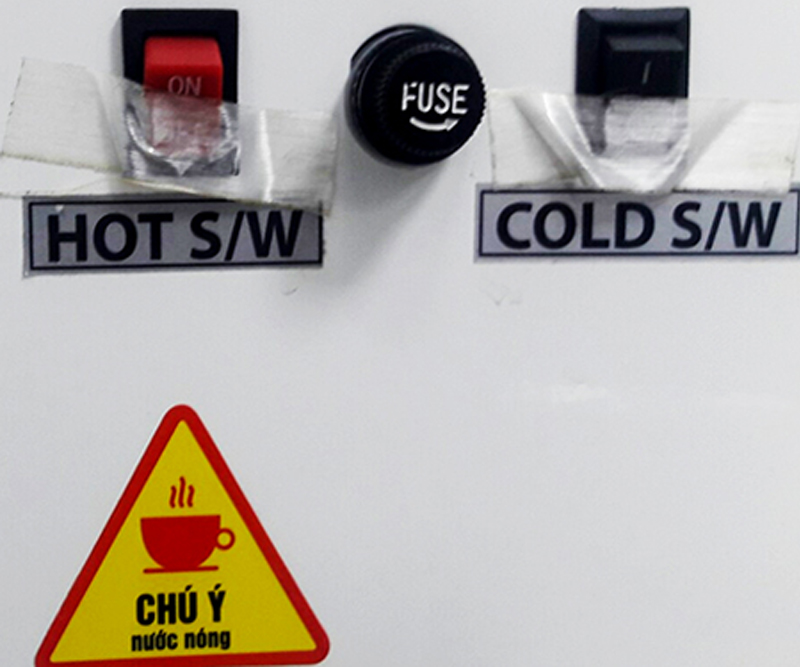 ON
FUSE
HOT S/W
COLD S/W
CHÚ Ý
nước nóng